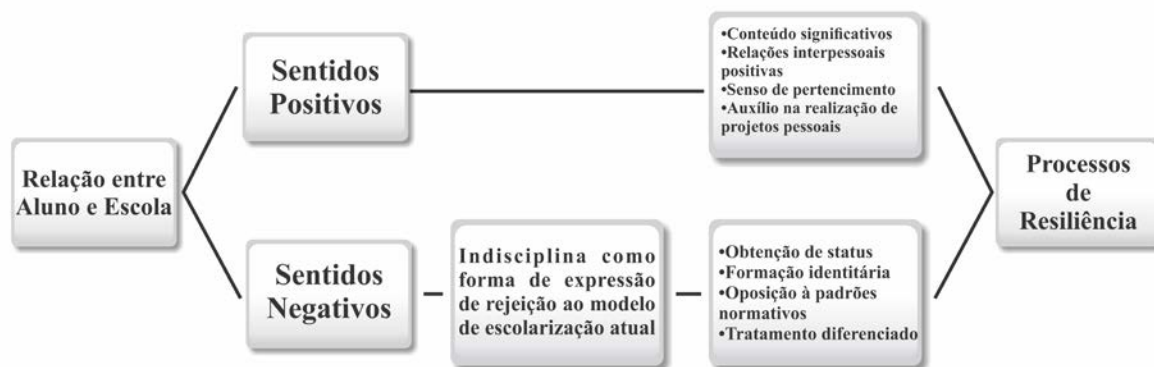 Relação entre
Aluno e Escola
Sentidos
Positivos
•Conteúdo significativos
•Relações interpessoais
positivas
•Senso de pertencimento
•Auxílio na realização de
projetos pessoais
Sentidos
Negativos
Indisciplina como
forma de expressão
de rejeição ao modelo
de escolarização atual
•Obtenção de status
•Formação identitária
•Oposição à padrões
normativos
•Tratamento diferenciado
Processos
de
Resiliência